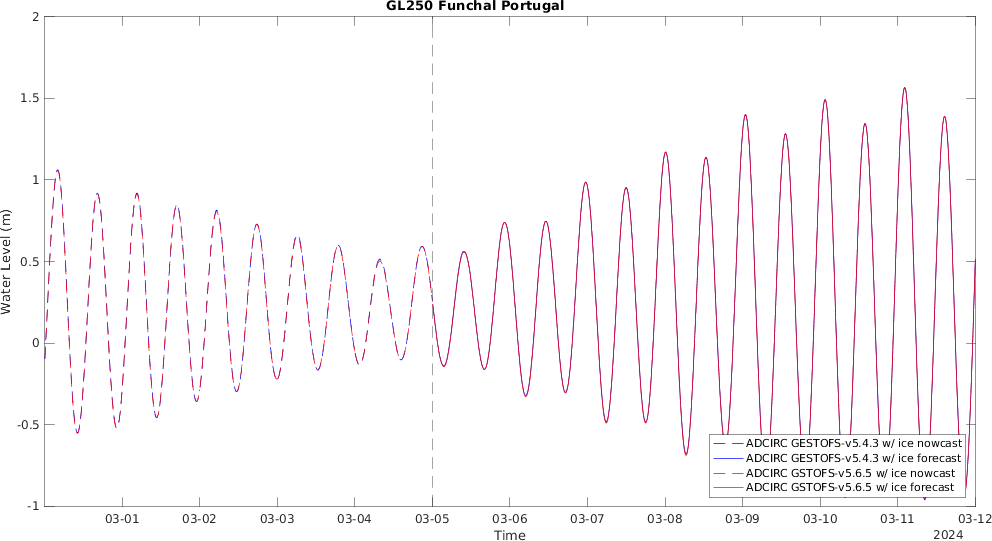 GL250 Funchal Portugal
2
1.5
1
0.5
0
-0.5
-1
Water Level (m)
03-01 03-02 03-03 03-04 03-05 03-06 03-07 03-08 03-09 03-10 03-11 03-12
Time
2024
ADCIRC GESTOFS-v5.4.3 w/ ice nowcast
ADCIRC GESTOFS-v5.4.3 w/ ice forecast
ADCIRC GSTOFS-v5.6.5 w/ ice nowcast
ADCIRC GSTOFS-v5.6.5 w/ ice forecast